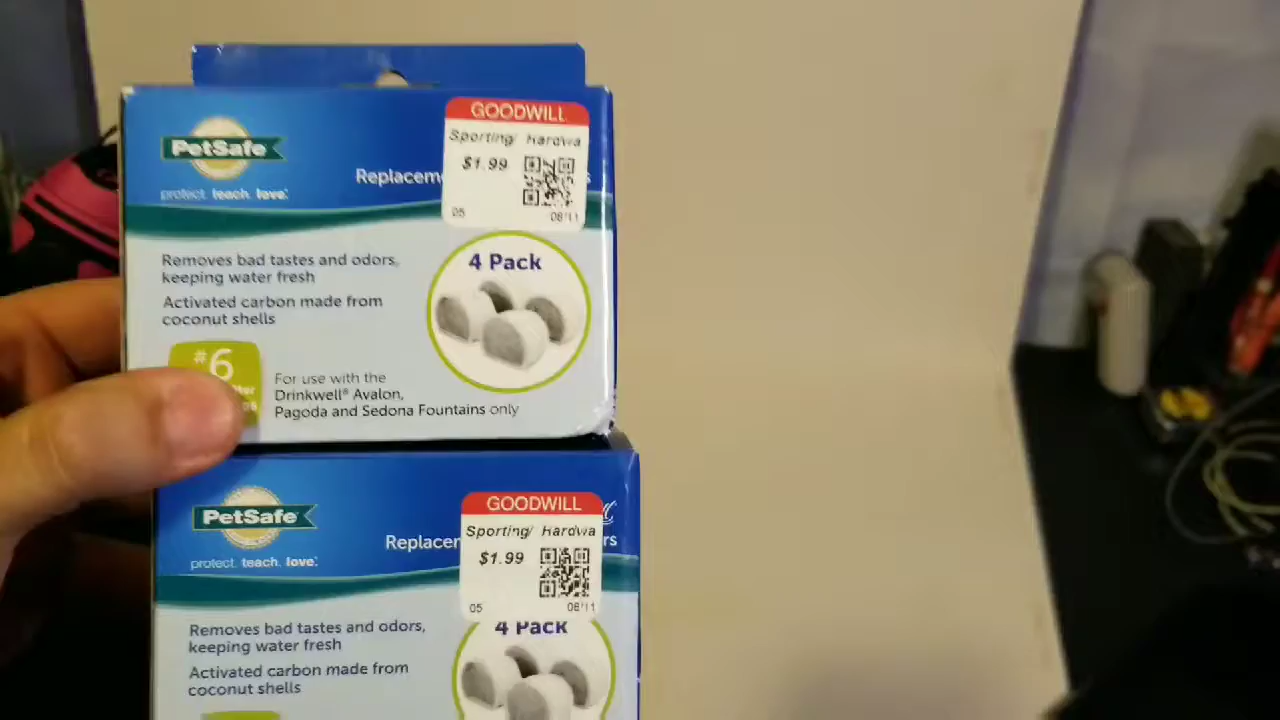 PetSafe
protect. teach. love.
GOODWILL
Sporting/ Hardwa
$1.99
05 08/11
Removes bad tastes and odors,
keeping water fresh
Activated carbon made from
coconut shells
4 Pack
#6
For use with the
Drinkwell® Avalon,
Pagoda and Sedona Fountains only
PetSafe
protect. teach. love.
GOODWILL
Sporting/ Hardwa
$1.99
05 08/11
Removes bad tastes and odors,
keeping water fresh
Activated carbon made from
coconut shells
4 Pack